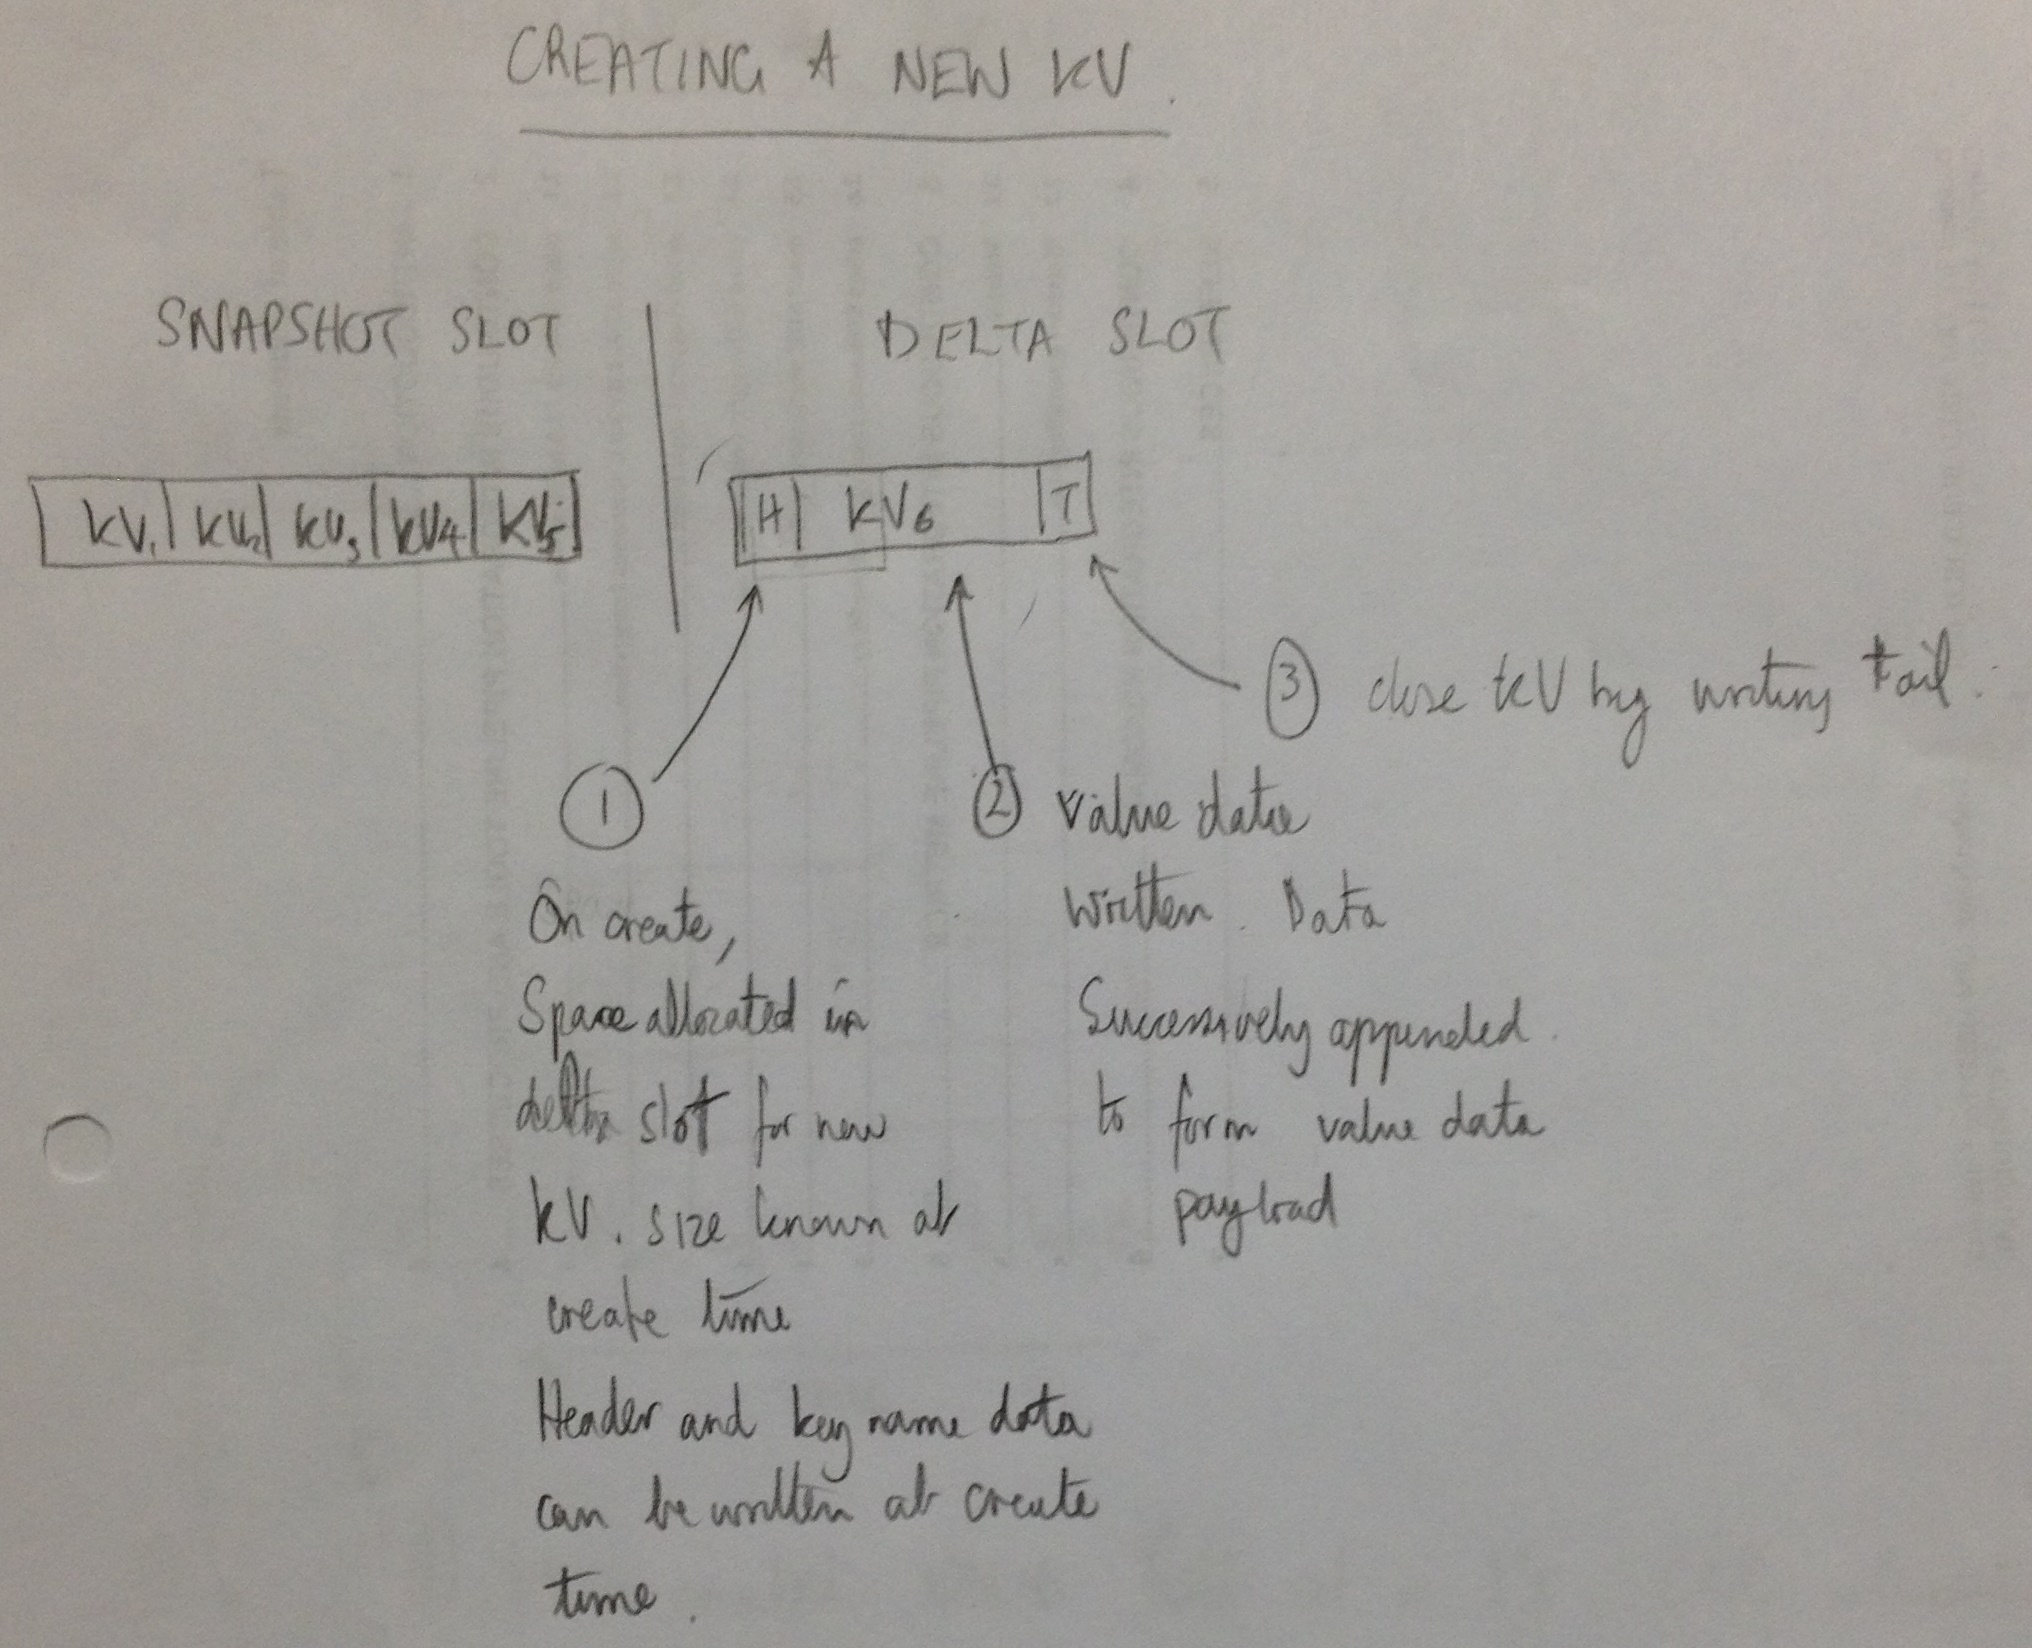 CREATING A NEW KV.
SNAPSHOT SLOT
DELTA SLOT
KV1 KV2 KV3 KV4 KV5
H KV6 T
1
On create,
Space allocated in
delta slot for new
KV. Size known at
create time
Header and key name data
can be written at create
time.
2 value data
written. Data
Successively appended.
to form value data
payload
3 close KV by writing tail.